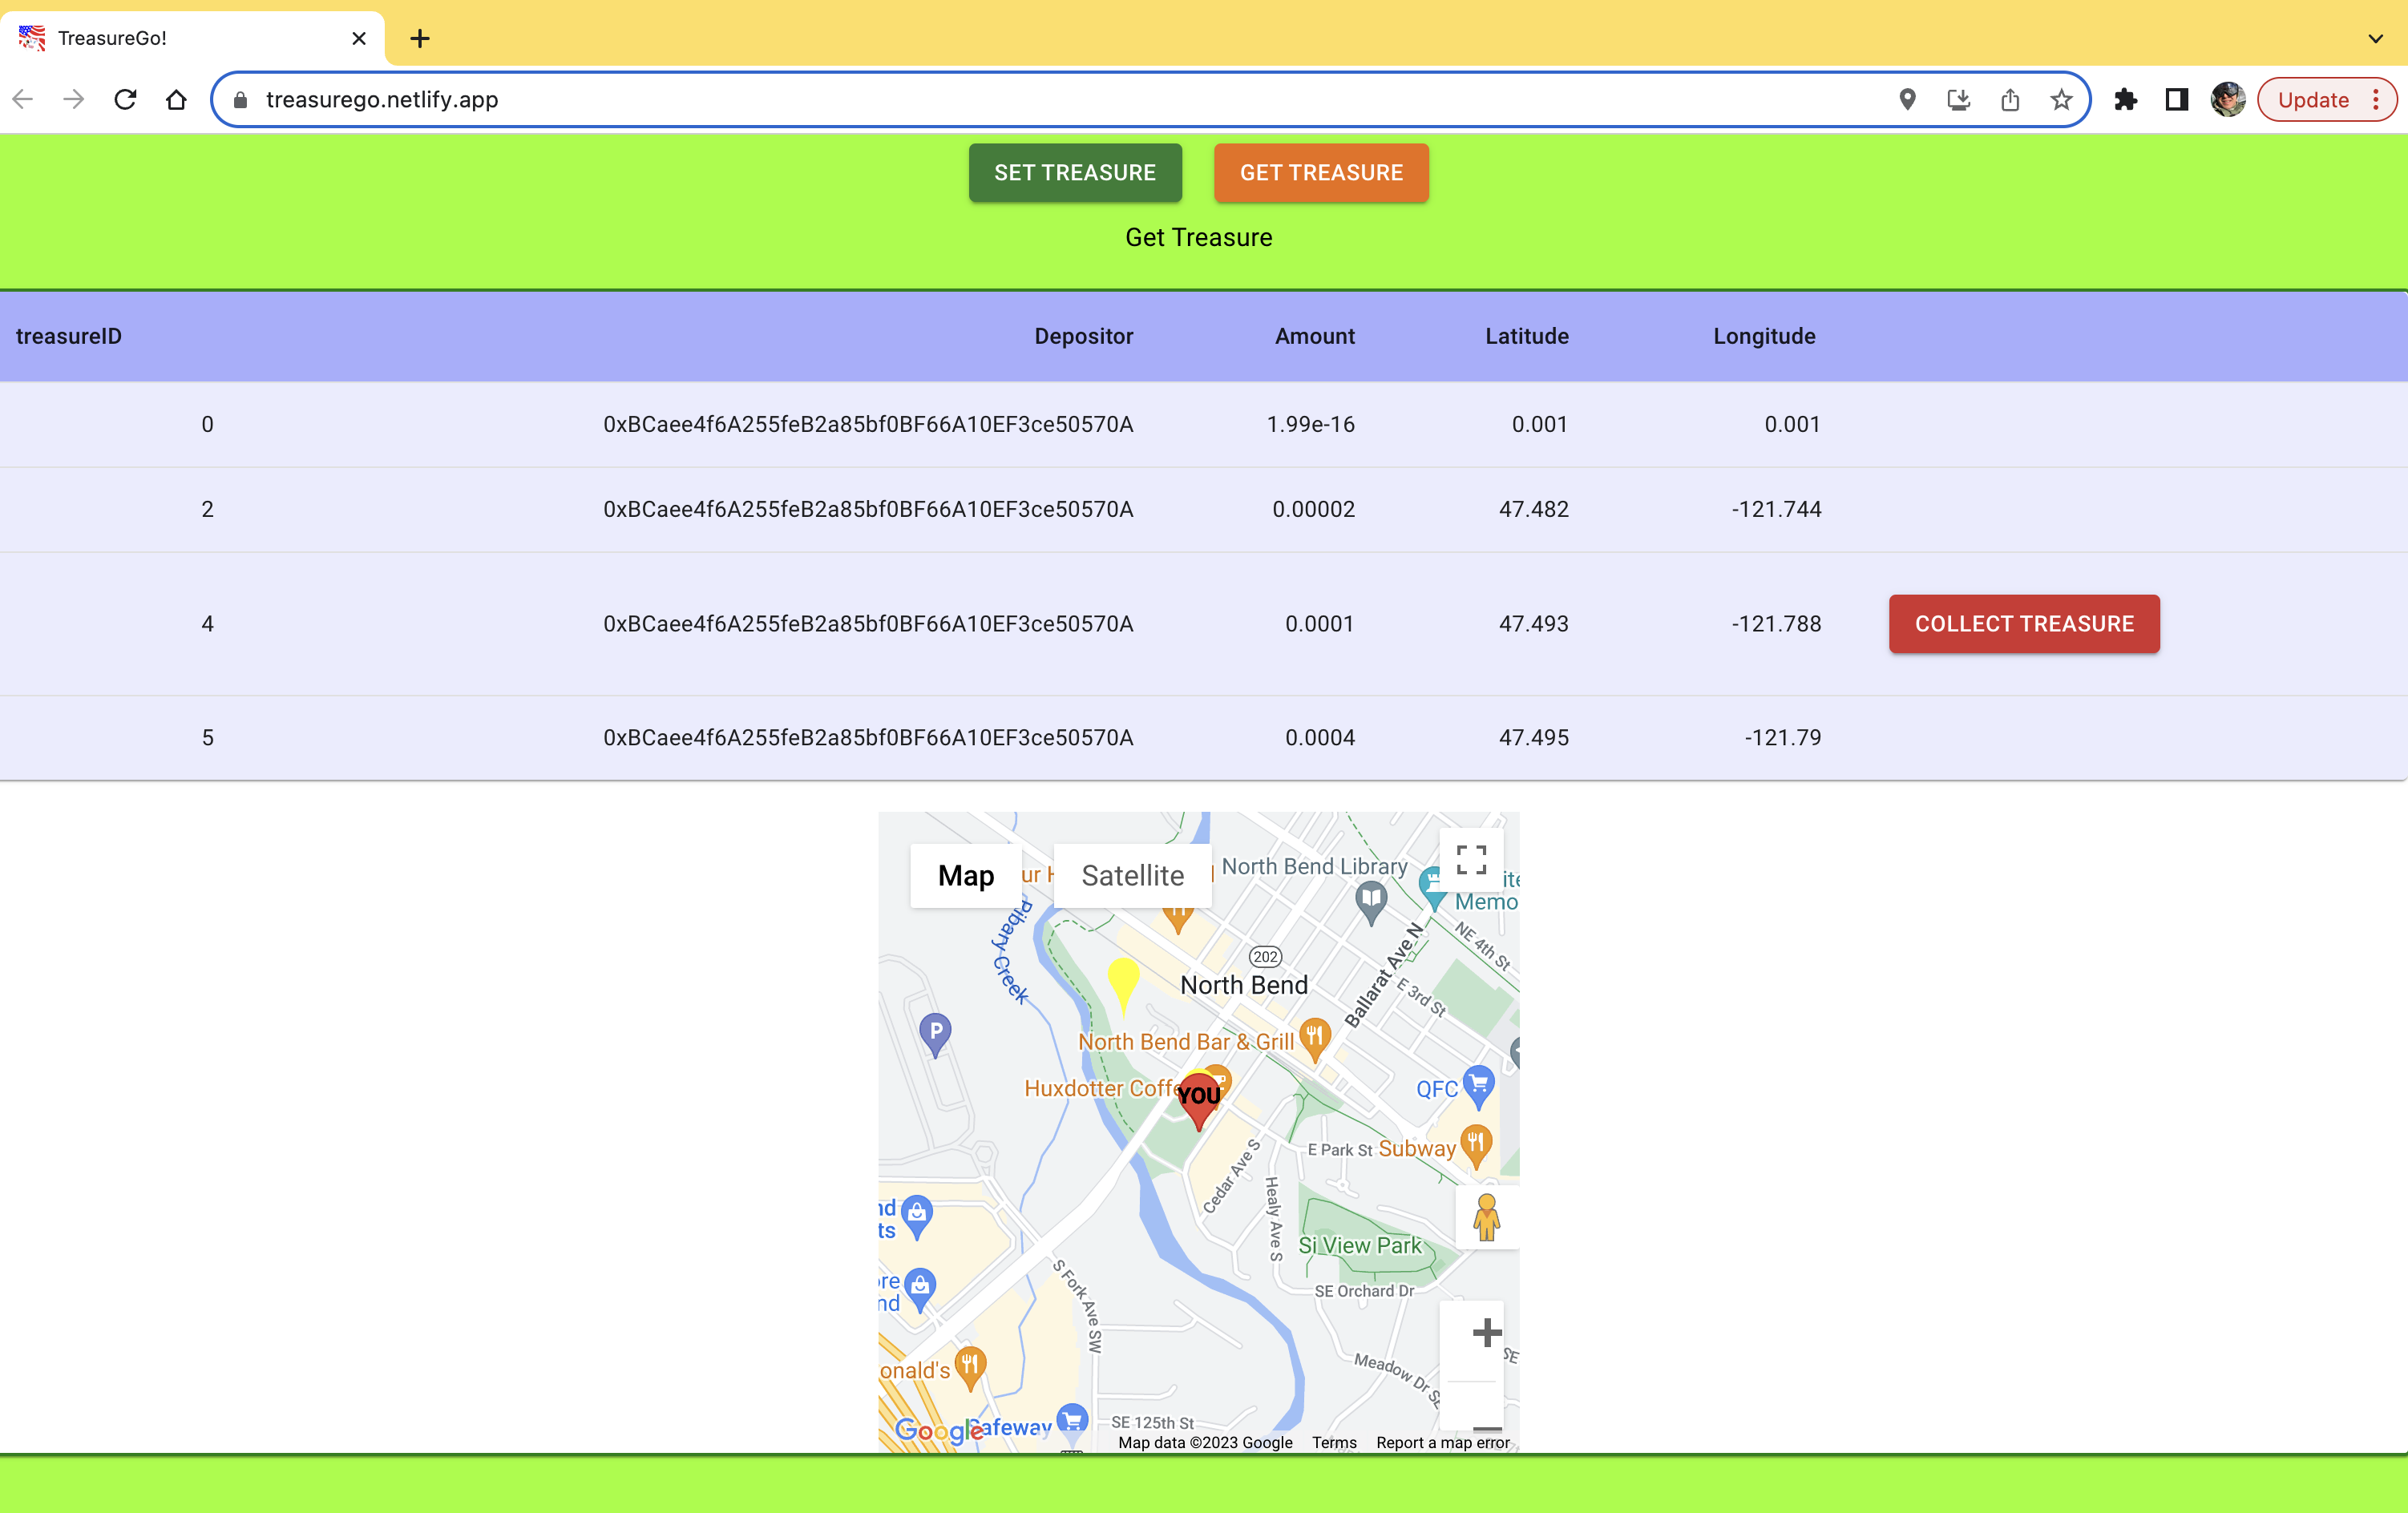 TreasureGo!
treasurego.netlify.app
Update
SET TREASURE
GET TREASURE
Get Treasure
treasureID Depositor Amount Latitude Longitude
0 0xBCaee4f6A255feB2a85bf0BF66A10EF3ce50570A 1.99e-16 0.001 0.001
2 0xBCaee4f6A255feB2a85bf0BF66A10EF3ce50570A 0.00002 47.482 -121.744
4 0xBCaee4f6A255feB2a85bf0BF66A10EF3ce50570A 0.0001 47.493 -121.788 COLLECT TREASURE
5 0xBCaee4f6A255feB2a85bf0BF66A10EF3ce50570A 0.0004 47.495 -121.79
Map
Satellite
North Bend Library
Memo
Ribary Creek
NE 4th St
202
North Bend
Ballarat Ave N
E 3rd St
P
North Bend Bar & Grill
Huxdotter Coffe
YOU
QFC
E Park St
Subway
Cedar Ave S
Healy Ave S
Si View Park
S Fork Ave SW
SE Orchard Dr
SE
Meadow Dr SE
onald's
Google
afeway
SE 125th St
Map data ©2023 Google Terms Report a map error